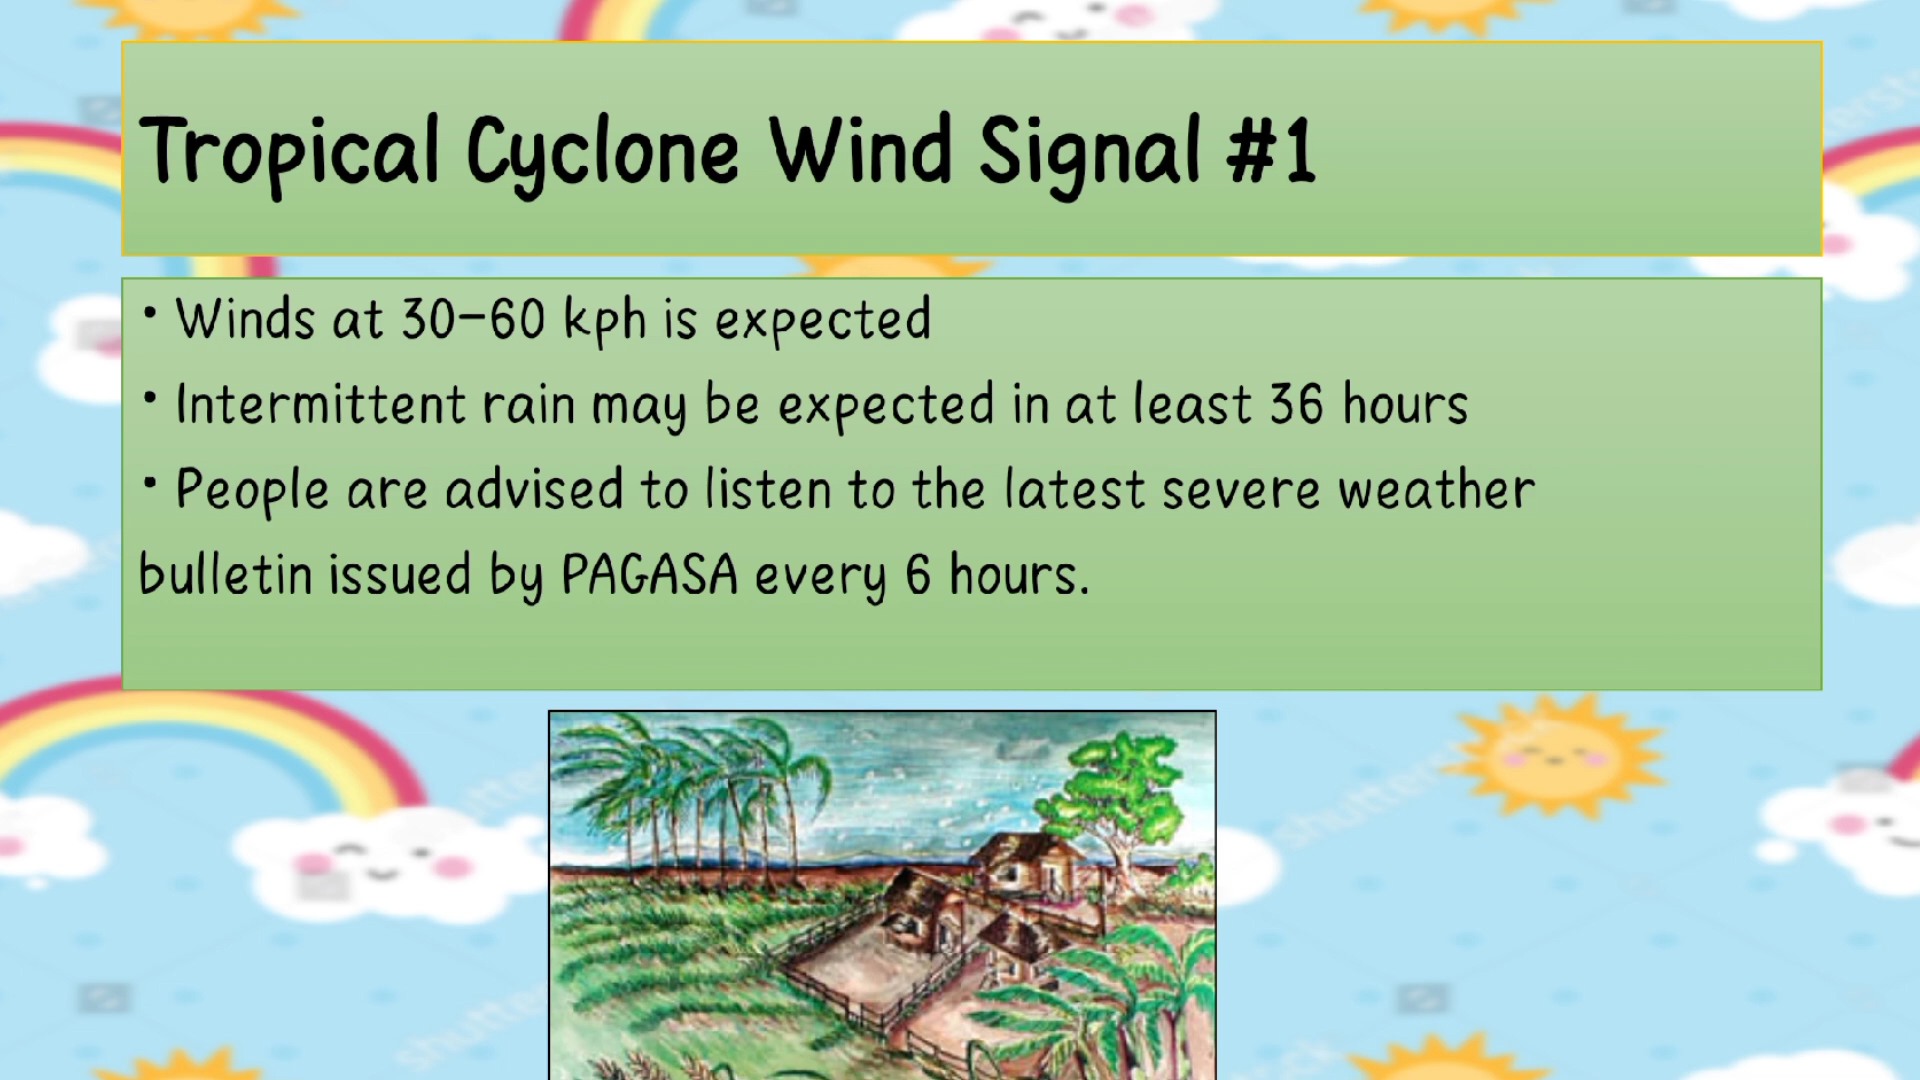 Tropical Cyclone Wind Signal #1
• Winds at 30-60 kph is expected
• Intermittent rain may be expected in at least 36 hours
• People are advised to listen to the latest severe weather
bulletin issued by PAGASA every 6 hours.